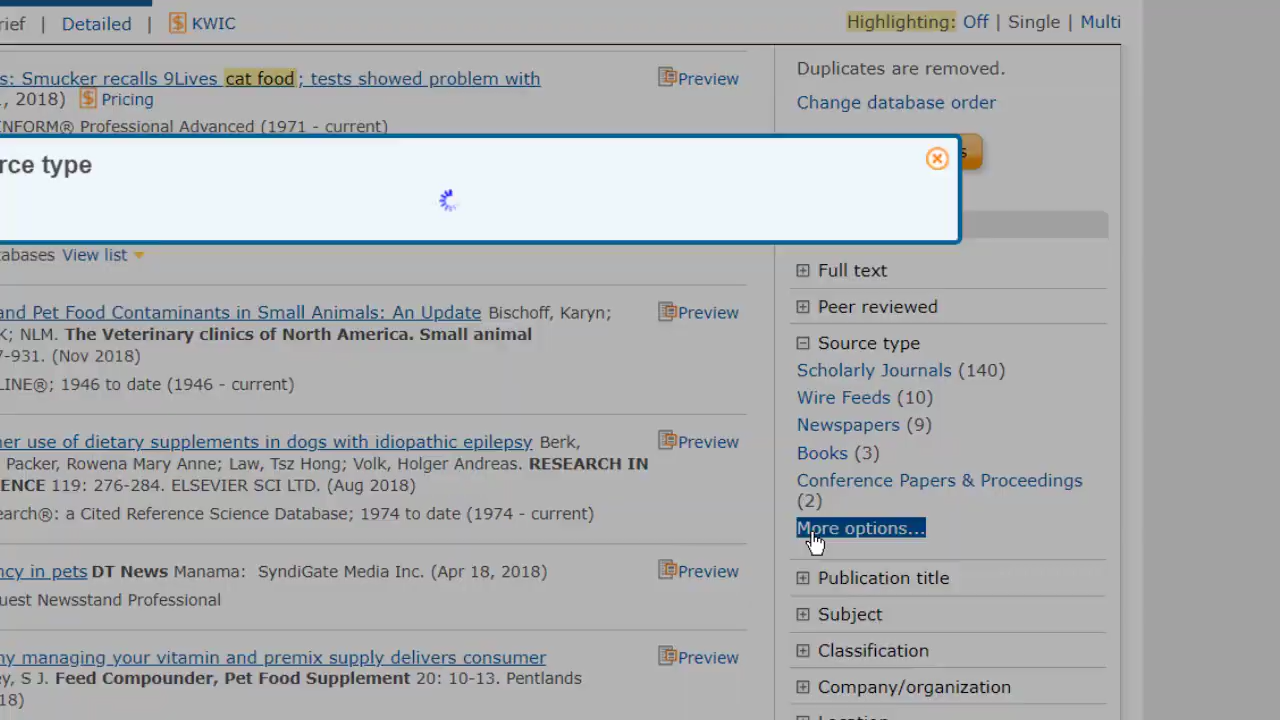 rief | Detailed | KWIC
Highlighting: Off | Single | Multi
s: Smucker recalls 9Lives cat food ; tests showed problem with
, 2018) Pricing
Preview
INFORM® Professional Advanced (1971 - current)
rce type
tabases View list
and Pet Food Contaminants in Small Animals: An Update Bischoff, Karyn;
K; NLM. The Veterinary clinics of North America. Small animal
7-931. (Nov 2018)
Preview
LINE®; 1946 to date (1946 - current)
er use of dietary supplements in dogs with idiopathic epilepsy Berk,
Packer, Rowena Mary Anne; Law, Tsz Hong; Volk, Holger Andreas. RESEARCH IN
ENCE 119: 276-284. ELSEVIER SCI LTD. (Aug 2018)
Preview
earch®: a Cited Reference Science Database; 1974 to date (1974 - current)
ncy in pets DT News Manama: SyndiGate Media Inc. (Apr 18, 2018)
Preview
uest Newsstand Professional
hy managing your vitamin and premix supply delivers consumer
ey, S J. Feed Compounder, Pet Food Supplement 20: 10-13. Pentlands
18)
Preview
Duplicates are removed.
Change database order
s
Full text
Peer reviewed
Source type
Scholarly Journals (140)
Wire Feeds (10)
Newspapers (9)
Books (3)
Conference Papers & Proceedings
(2)
More options...
Publication title
Subject
Classification
Company/organization
Location